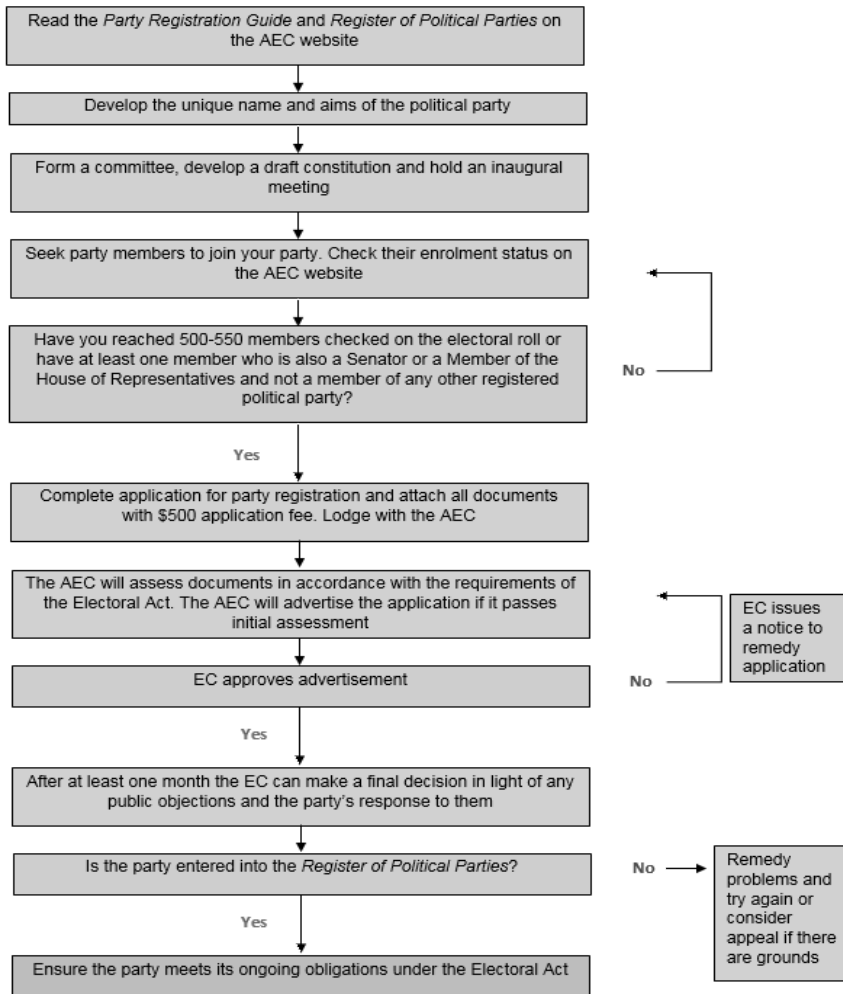 Read the Party Registration Guide and Register of Political Parties on
the AEC website
Develop the unique name and aims of the political party
Form a committee, develop a draft constitution and hold an inaugural
meeting
Seek party members to join your party. Check their enrolment status on
the AEC website
Have you reached 500-550 members checked on the electoral roll or
have at least one member who is also a Senator or a Member of the
House of Representatives and not a member of any other registered
political party?
No
Yes
Complete application for party registration and attach all documents
with $500 application fee. Lodge with the AEC
The AEC will assess documents in accordance with the requirements of
the Electoral Act. The AEC will advertise the application if it passes
initial assessment
EC issues
a notice to
remedy
application
EC approves advertisement
No
Yes
After at least one month the EC can make a final decision in light of any
public objections and the party's response to them
Is the party entered into the Register of Political Parties?
No
Remedy
problems and
try again or
consider
appeal if there
are grounds
Yes
Ensure the party meets its ongoing obligations under the Electoral Act